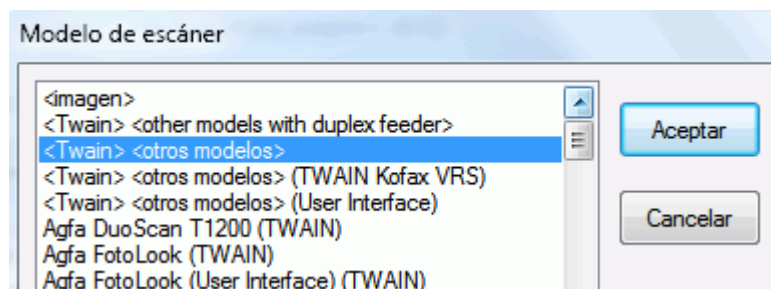 Modelo de escáner
<imagen>
<Twain> <other models with duplex feeder>
<Twain> <otros modelos>
<Twain> <otros modelos> (TWAIN Kofax VRS)
<Twain> <otros modelos> (User Interface)
Agfa DuoScan T1200 (TWAIN)
Agfa FotoLook (TWAIN)
Agfa FotoLook (User Interface) (TWAIN)
Aceptar
Cancelar